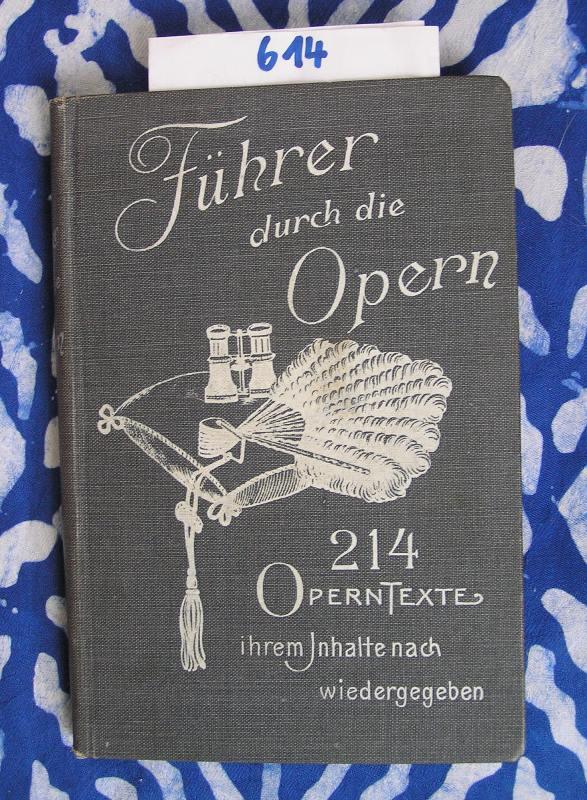 614
Führer
durch die
Opern
214
OPERNTEXTE
ihrem Inhalte nach
wiedergegeben